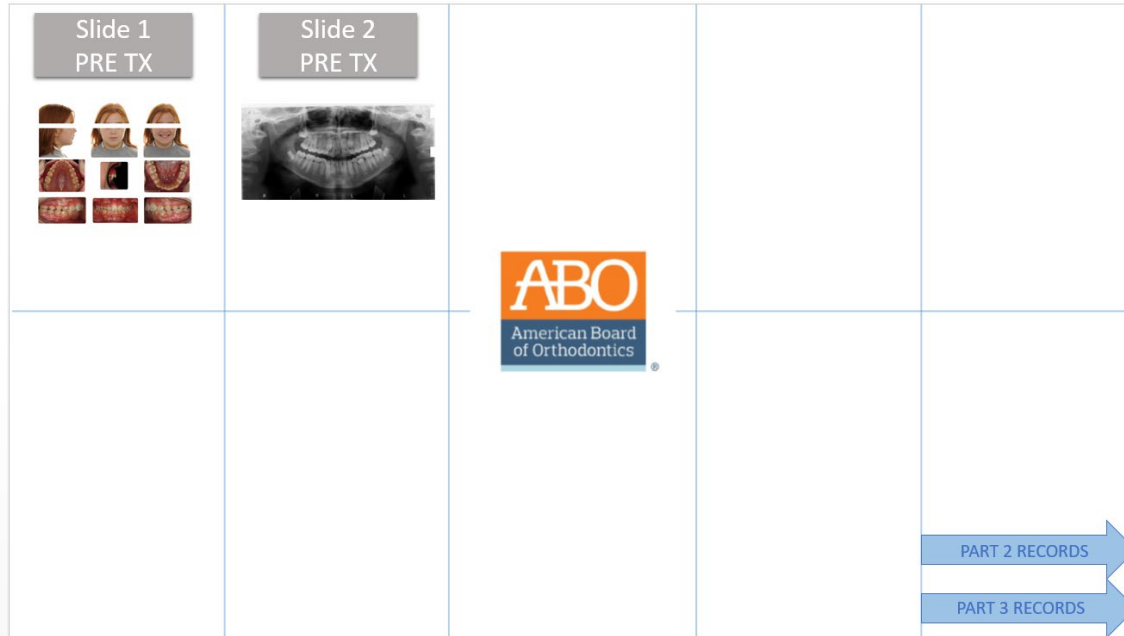 Slide 1
PRE TX
Slide 2
PRE TX
ABO
American Board
of Orthodontics
®
PART 2 RECORDS
PART 3 RECORDS